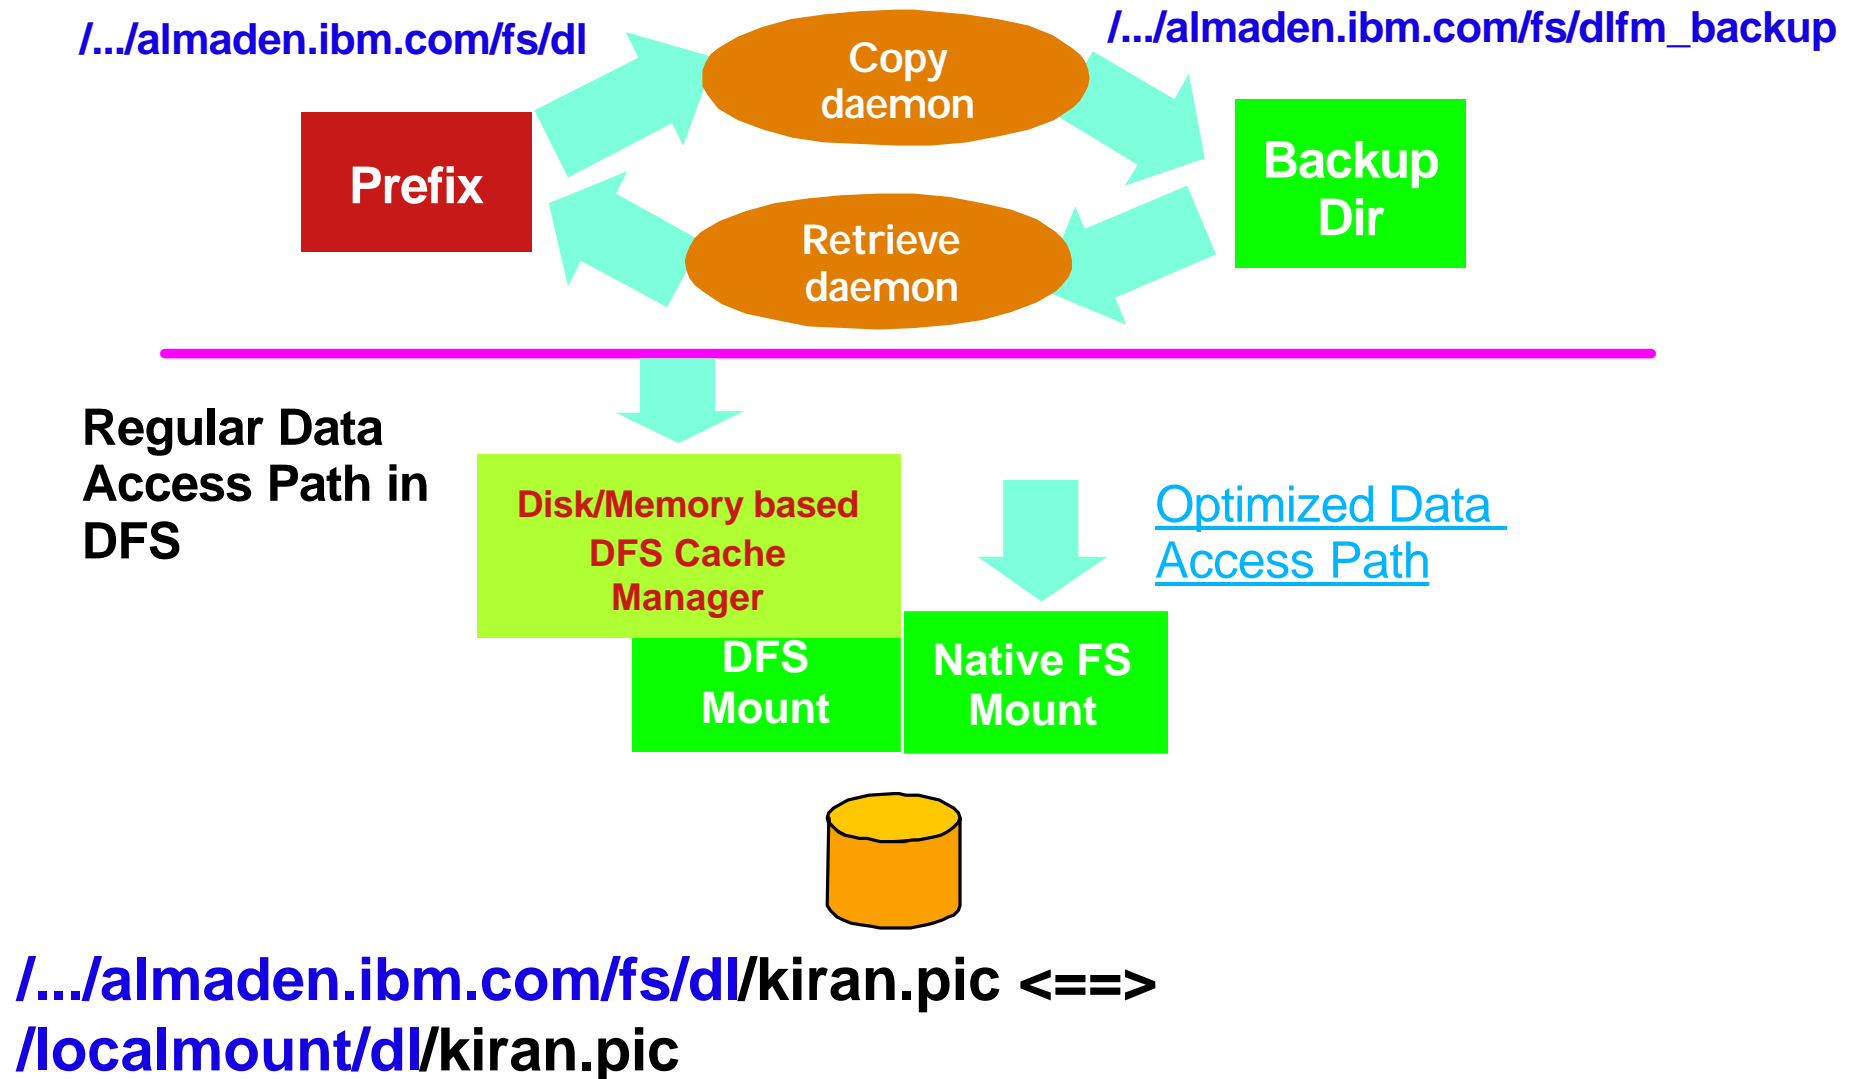 /.../almaden.ibm.com/fs/dl
/.../almaden.ibm.com/fs/dlfm_backup
Copy
daemon
Prefix
Backup
Dir
Retrieve
daemon
Regular Data
Access Path in
DFS
Disk/Memory based
DFS Cache
Manager
Optimized Data
Access Path
DFS
Mount
Native FS
Mount
/.../almaden.ibm.com/fs/dl/kiran.pic <==>
/localmount/dl/kiran.pic